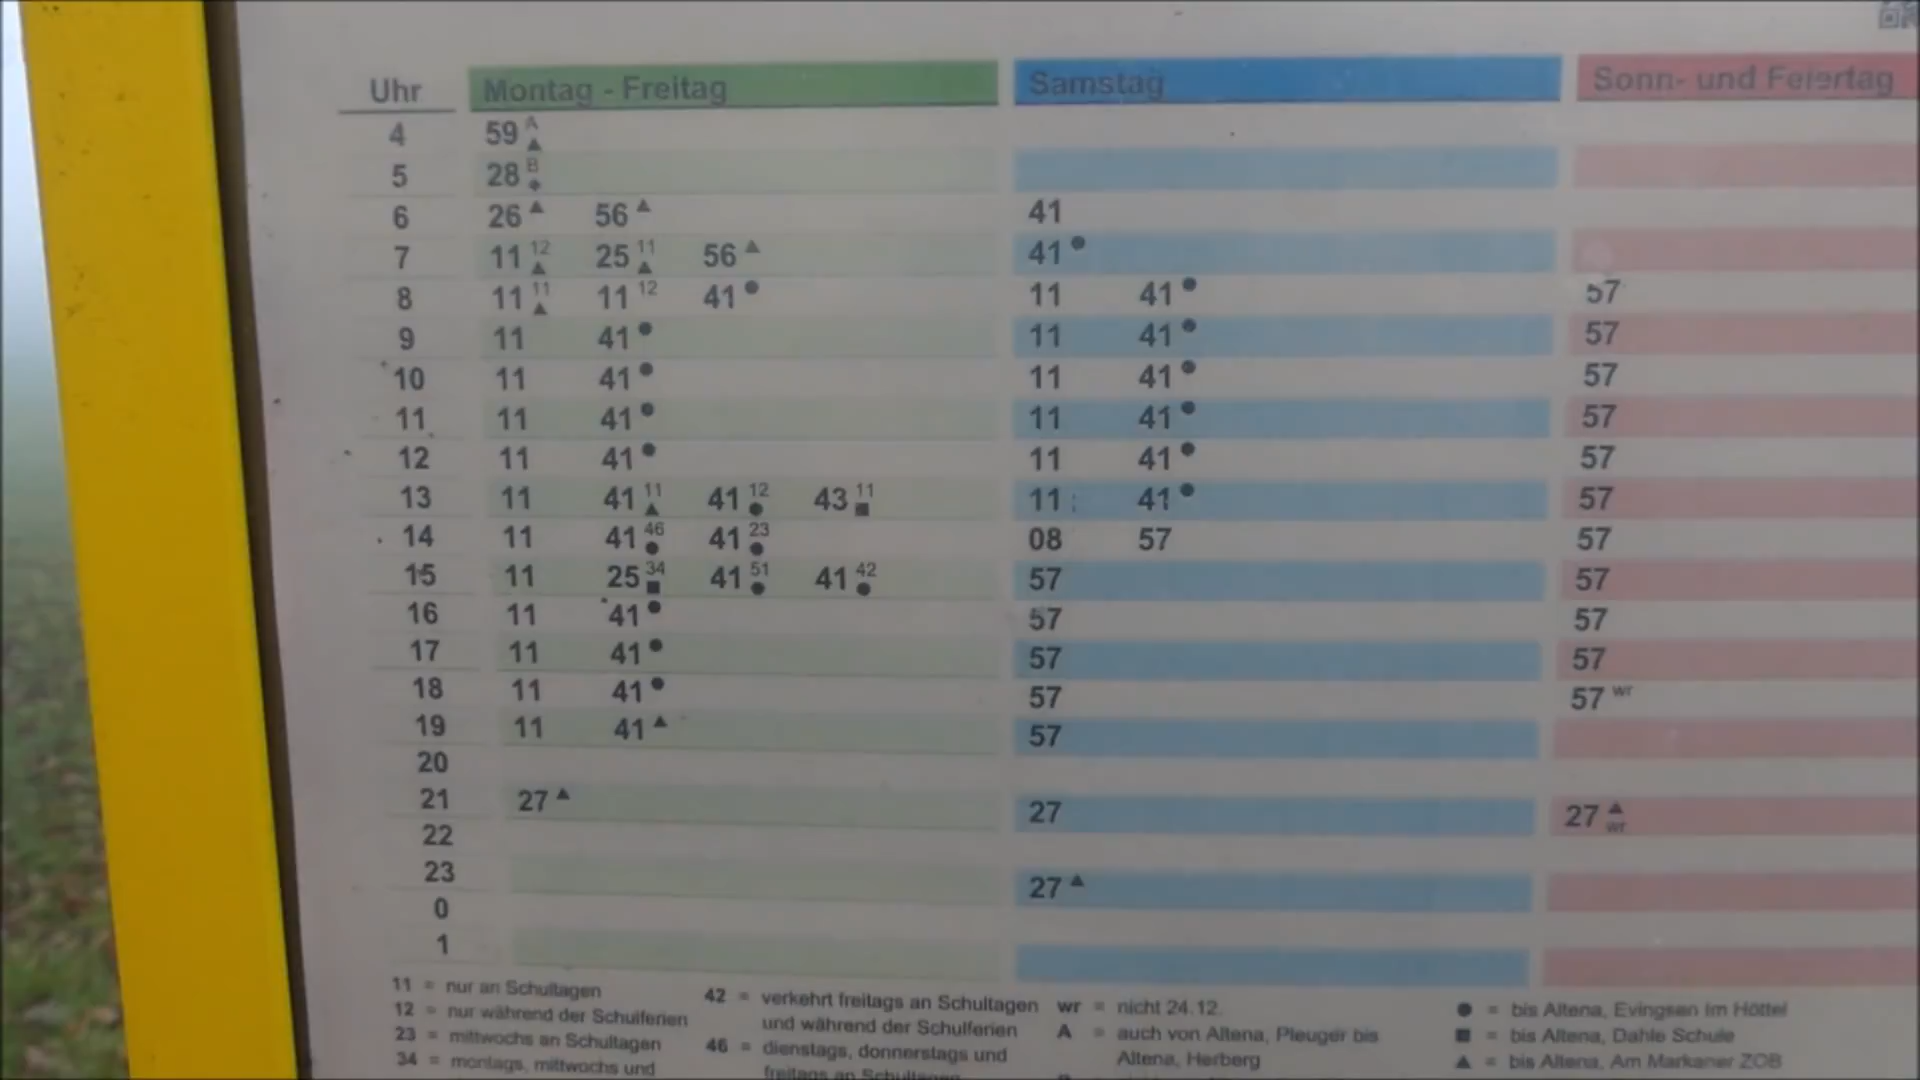 Uhr Montag - Freitag Samstag Sonn- und Feiertag
4 59 A ▲
5 28 B ♦
6 26 ▲ 56 ▲ 41
7 11 12 ▲ 25 11 ▲ 56 ▲ 41 ●
8 11 11 ▲ 11 12 41 ● 11 41 ● 57
9 11 41 ● 11 41 ● 57
10 11 41 ● 11 41 ● 57
11 11 41 ● 11 41 ● 57
12 11 41 ● 11 41 ● 57
13 11 41 11 ▲ 41 12 ● 43 11 ■ 11 41 ● 57
14 11 41 46 ● 41 23 ● 08 57 57
15 11 25 34 ■ 41 51 ● 41 42 ● 57 57
16 11 41 ● 57 57
17 11 41 ● 57 57
18 11 41 ● 57 57 wr
19 11 41 ▲ 57
20
21 27 ▲ 27 27 ▲ wr
22
23 27 ▲
0
1
11 = nur an Schultagen
12 = nur während der Schulferien
23 = mittwochs an Schultagen
34 = montags, mittwochs und
42 = verkehrt freitags an Schultagen
und während der Schulferien
46 = dienstags, donnerstags und
freitags an Schultagen
wr = nicht 24.12.
A = auch von Altena, Pleuger bis
Altena, Herberg
● = bis Altena, Evingsen Im Höttel
■ = bis Altena, Dahle Schule
▲ = bis Altena, Am Markaner ZOB